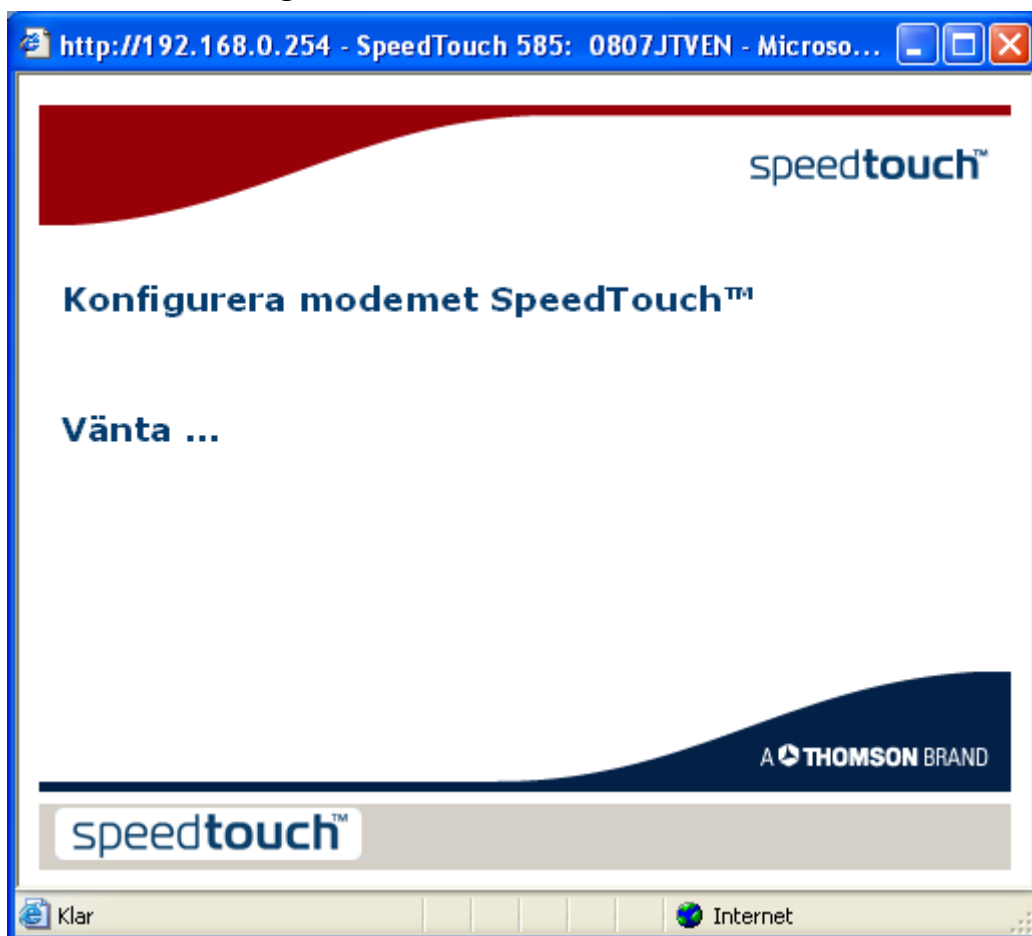 http://192.168.0.254 - SpeedTouch 585: 0807JTVEN - Microso...
speedtouch™
Konfigurera modemet SpeedTouch™
Vänta ...
A THOMSON BRAND
speedtouch™
Klar
Internet